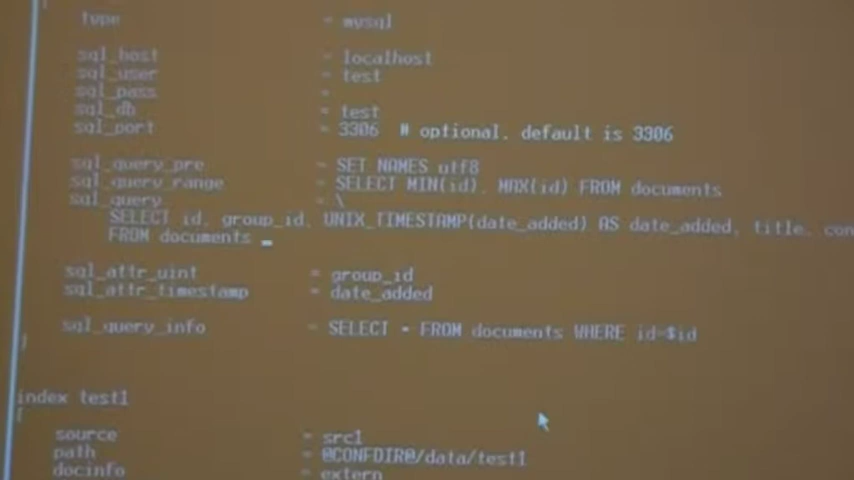 {
type = mysql
sql_host = localhost
sql_user = test
sql_pass =
sql_db = test
sql_port = 3306 # optional, default is 3306
sql_query_pre = SET NAMES utf8
sql_query_range = SELECT MIN(id), MAX(id) FROM documents
sql_query = \
SELECT id, group_id, UNIX_TIMESTAMP(date_added) AS date_added, title, con
FROM documents
sql_attr_uint = group_id
sql_attr_timestamp = date_added
sql_query_info = SELECT * FROM documents WHERE id=$id
}
index test1
{
source = src1
path = @CONFDIR@/data/test1
docinfo = extern